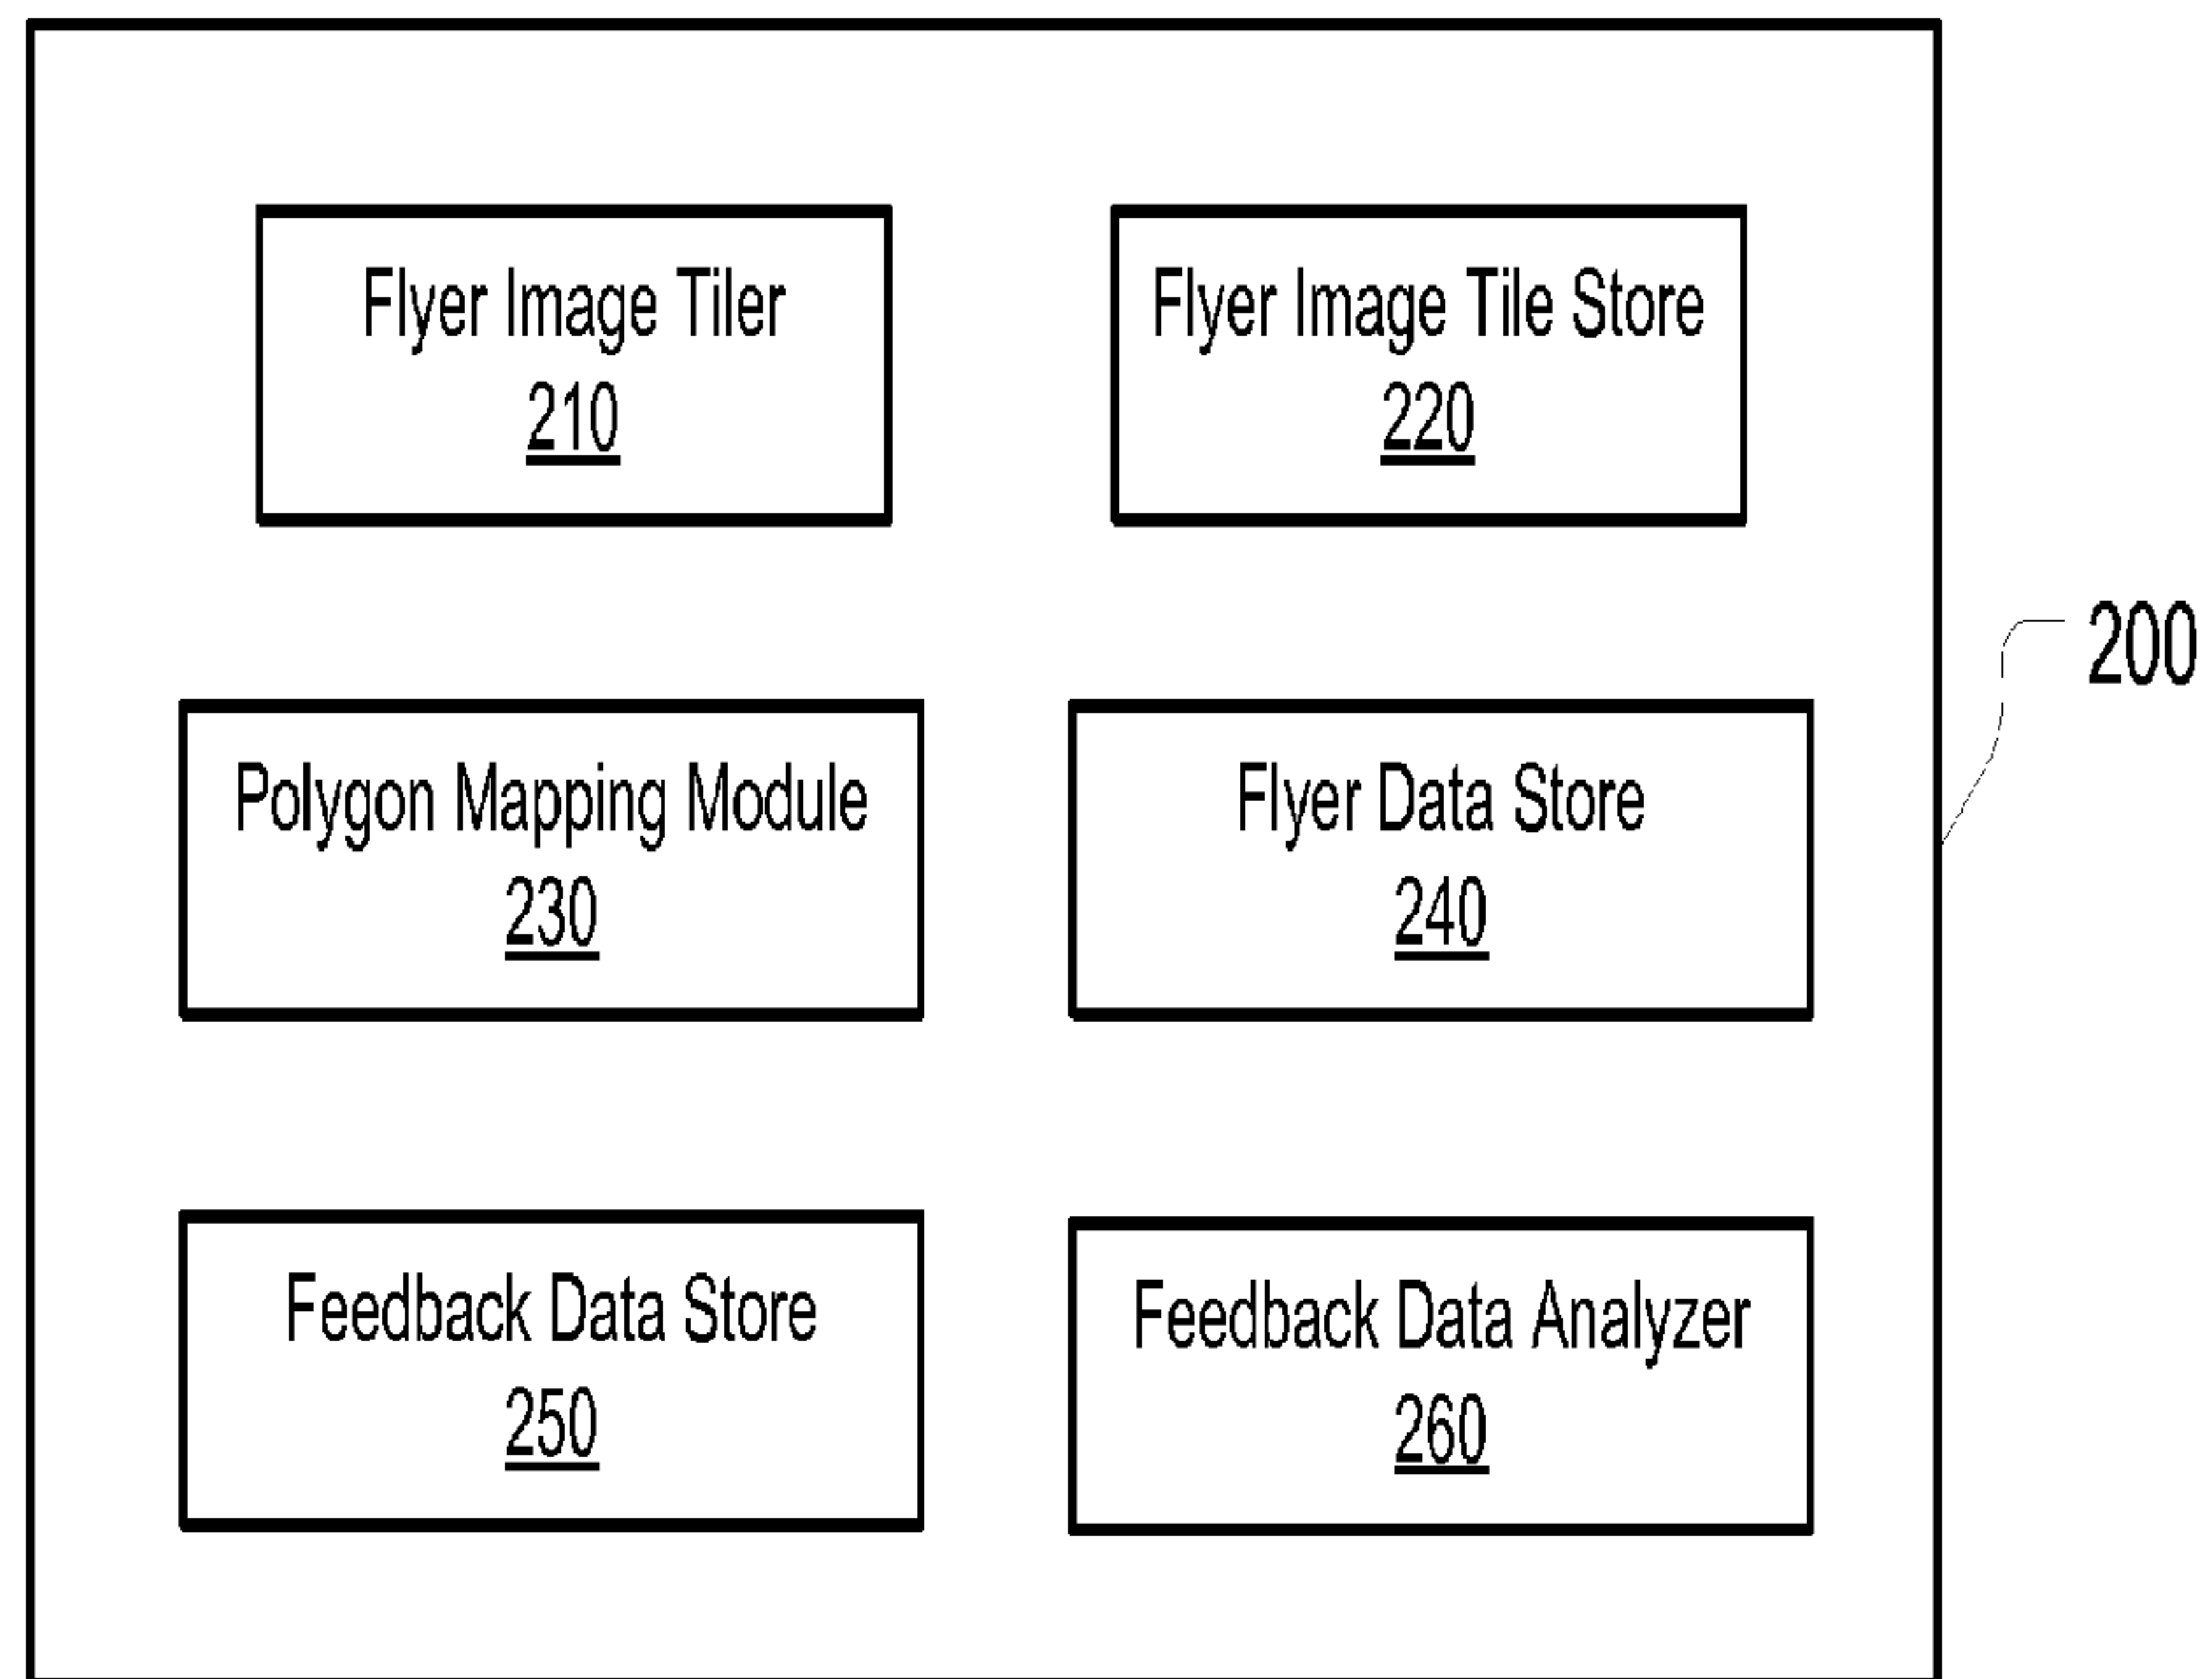 Flyer Image Tiler
210
Flyer Image Tile Store
220
200
Polygon Mapping Module
230
Flyer Data Store
240
Feedback Data Store
250
Feedback Data Analyzer
260